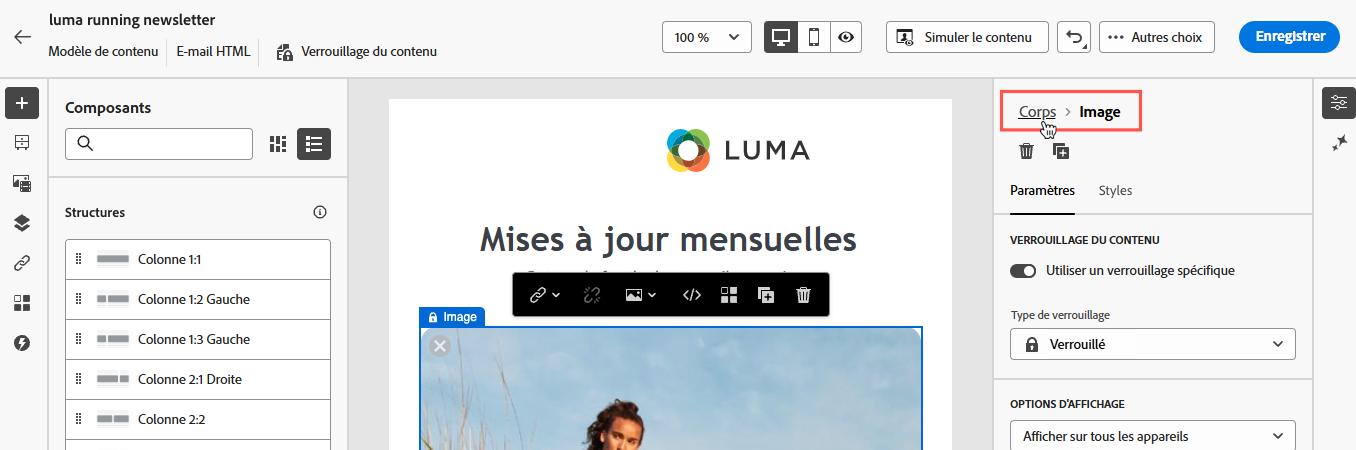 luma running newsletter
Modèle de contenu
E-mail HTML
Verrouillage du contenu
100 %
Simuler le contenu
Autres choix
Enregistrer
Composants
Structures
Colonne 1:1
Colonne 1:2 Gauche
Colonne 1:3 Gauche
Colonne 2:1 Droite
Colonne 2:2
LUMA
Mises à jour mensuelles
Image
Corps > Image
Paramètres
Styles
VERROUILLAGE DU CONTENU
Utiliser un verrouillage spécifique
Type de verrouillage
Verrouillé
OPTIONS D'AFFICHAGE
Afficher sur tous les appareils